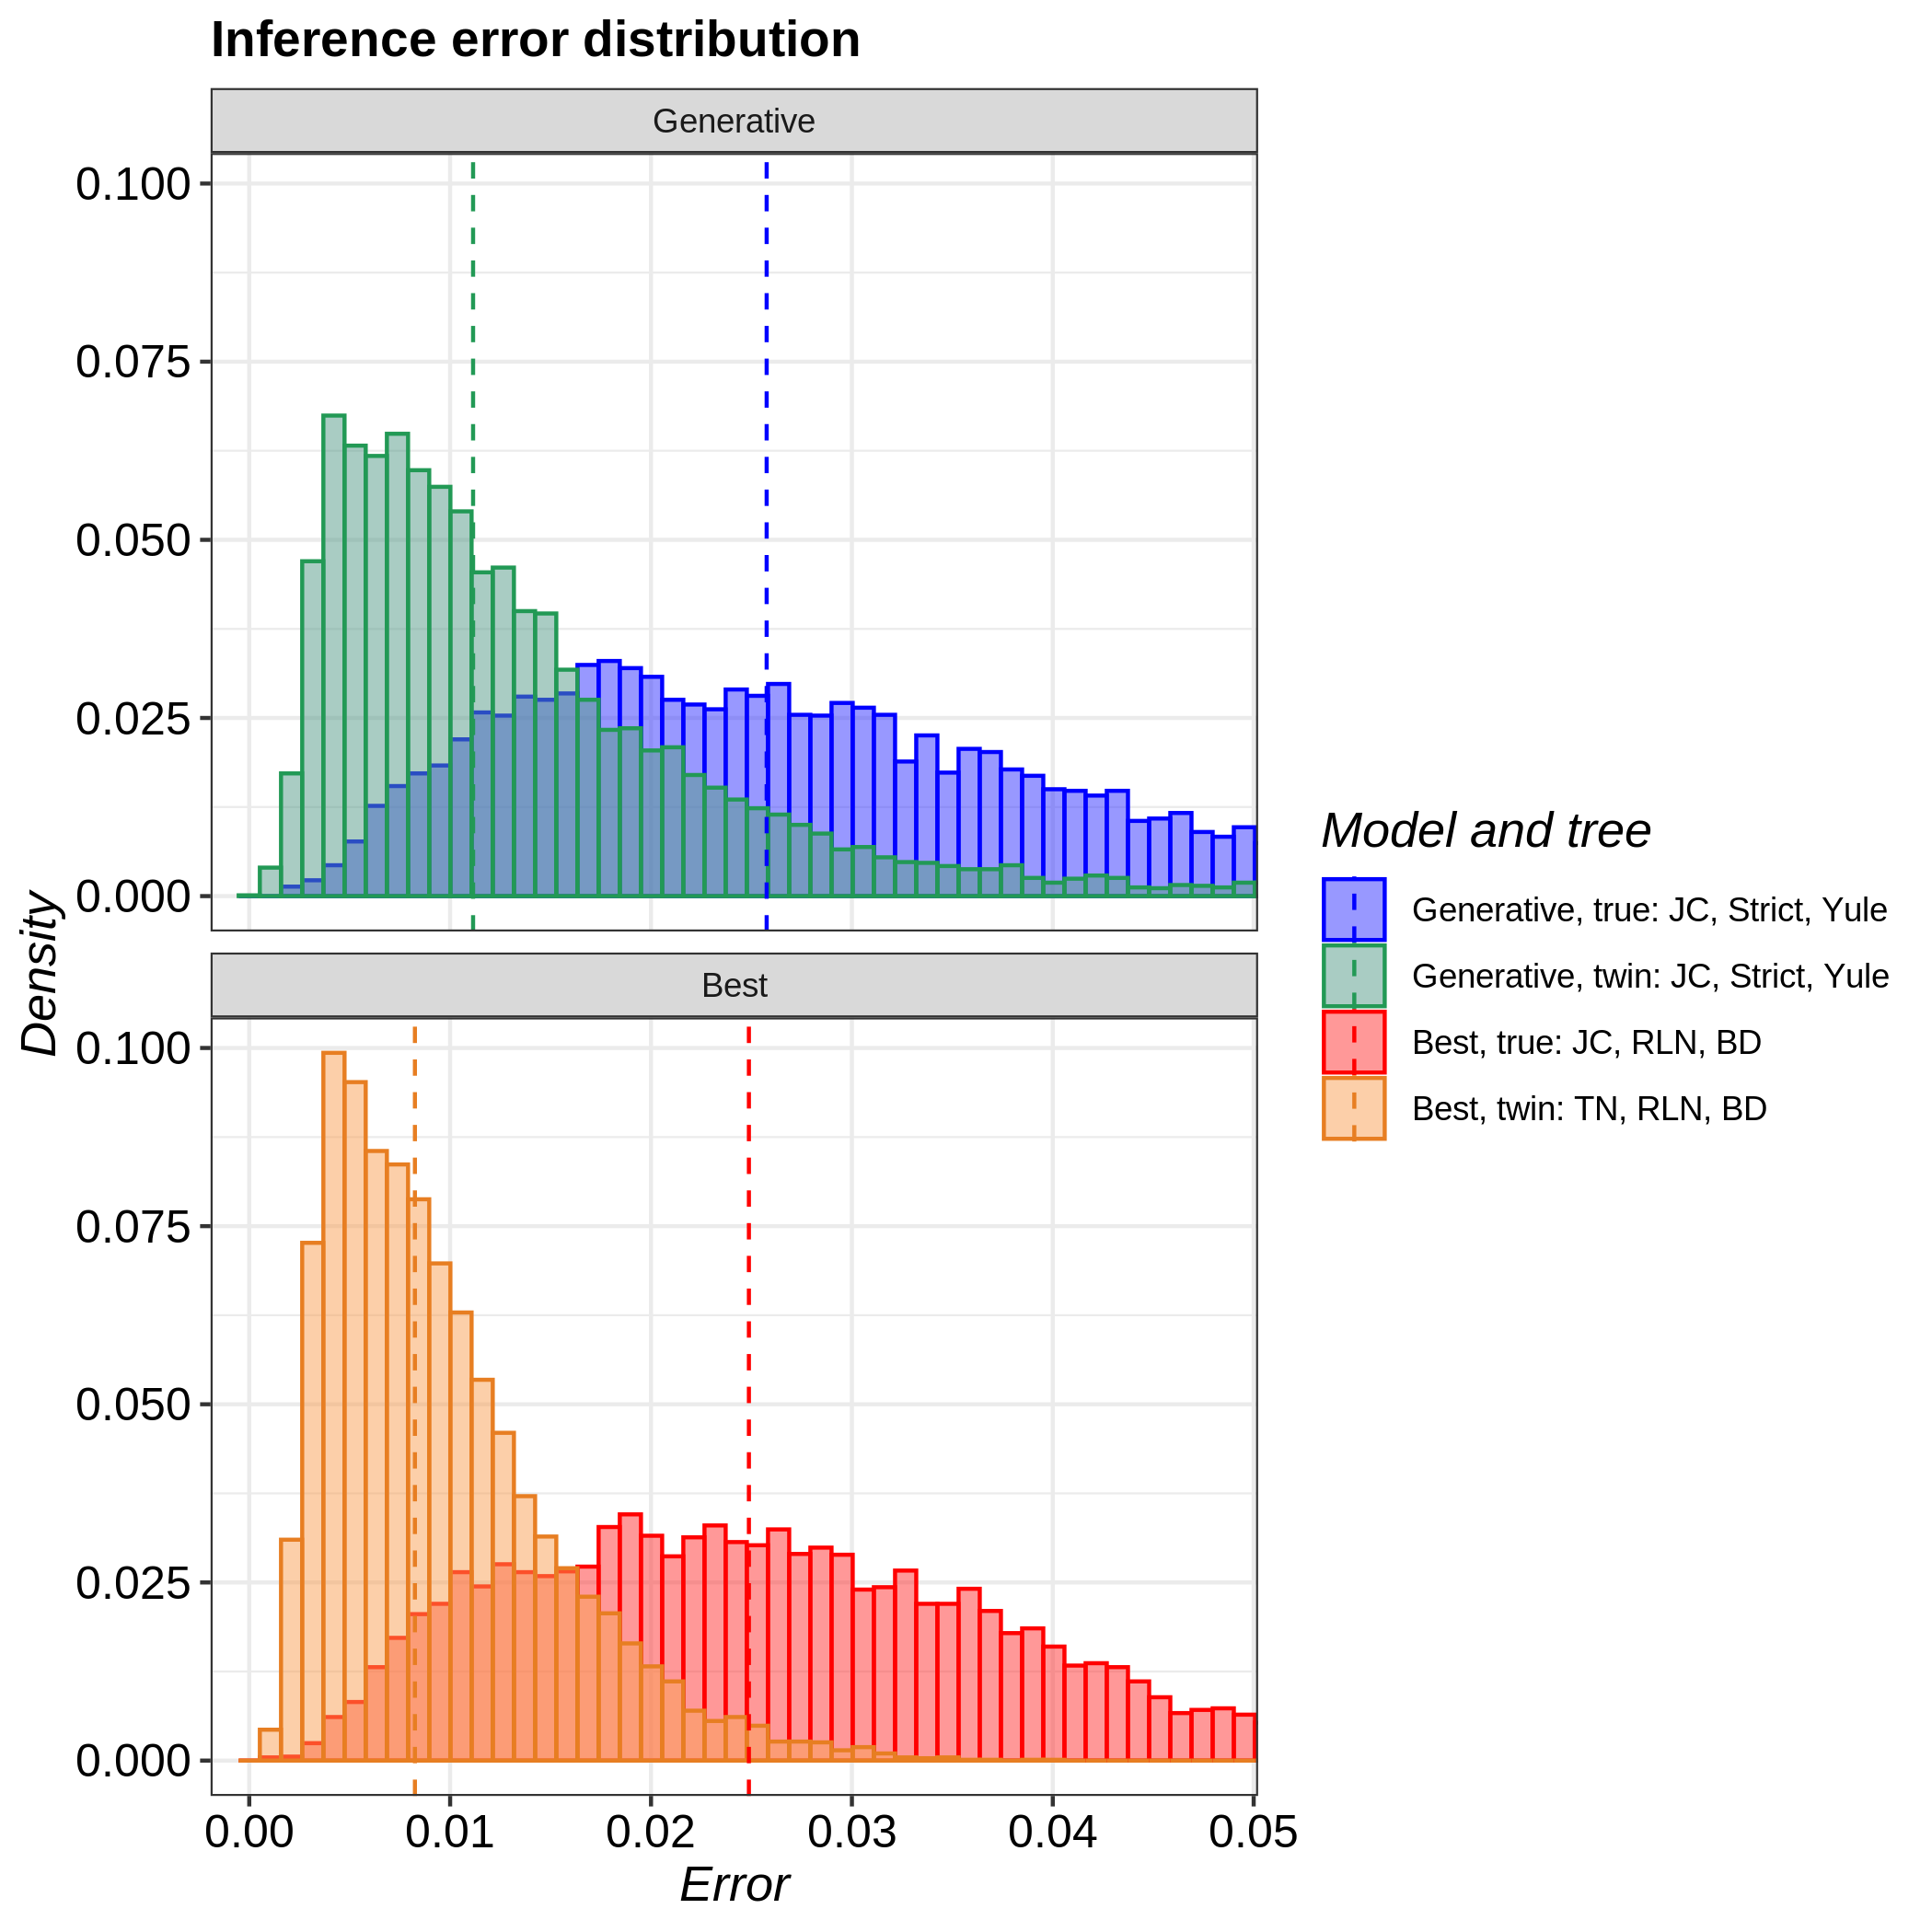 Inference error distribution
Generative
0.100
0.075
0.050
0.025
0.000
Best
0.100
0.075
0.050
0.025
0.000
0.00 0.01 0.02 0.03 0.04 0.05
Error
Density
Model and tree
Generative, true: JC, Strict, Yule
Generative, twin: JC, Strict, Yule
Best, true: JC, RLN, BD
Best, twin: TN, RLN, BD